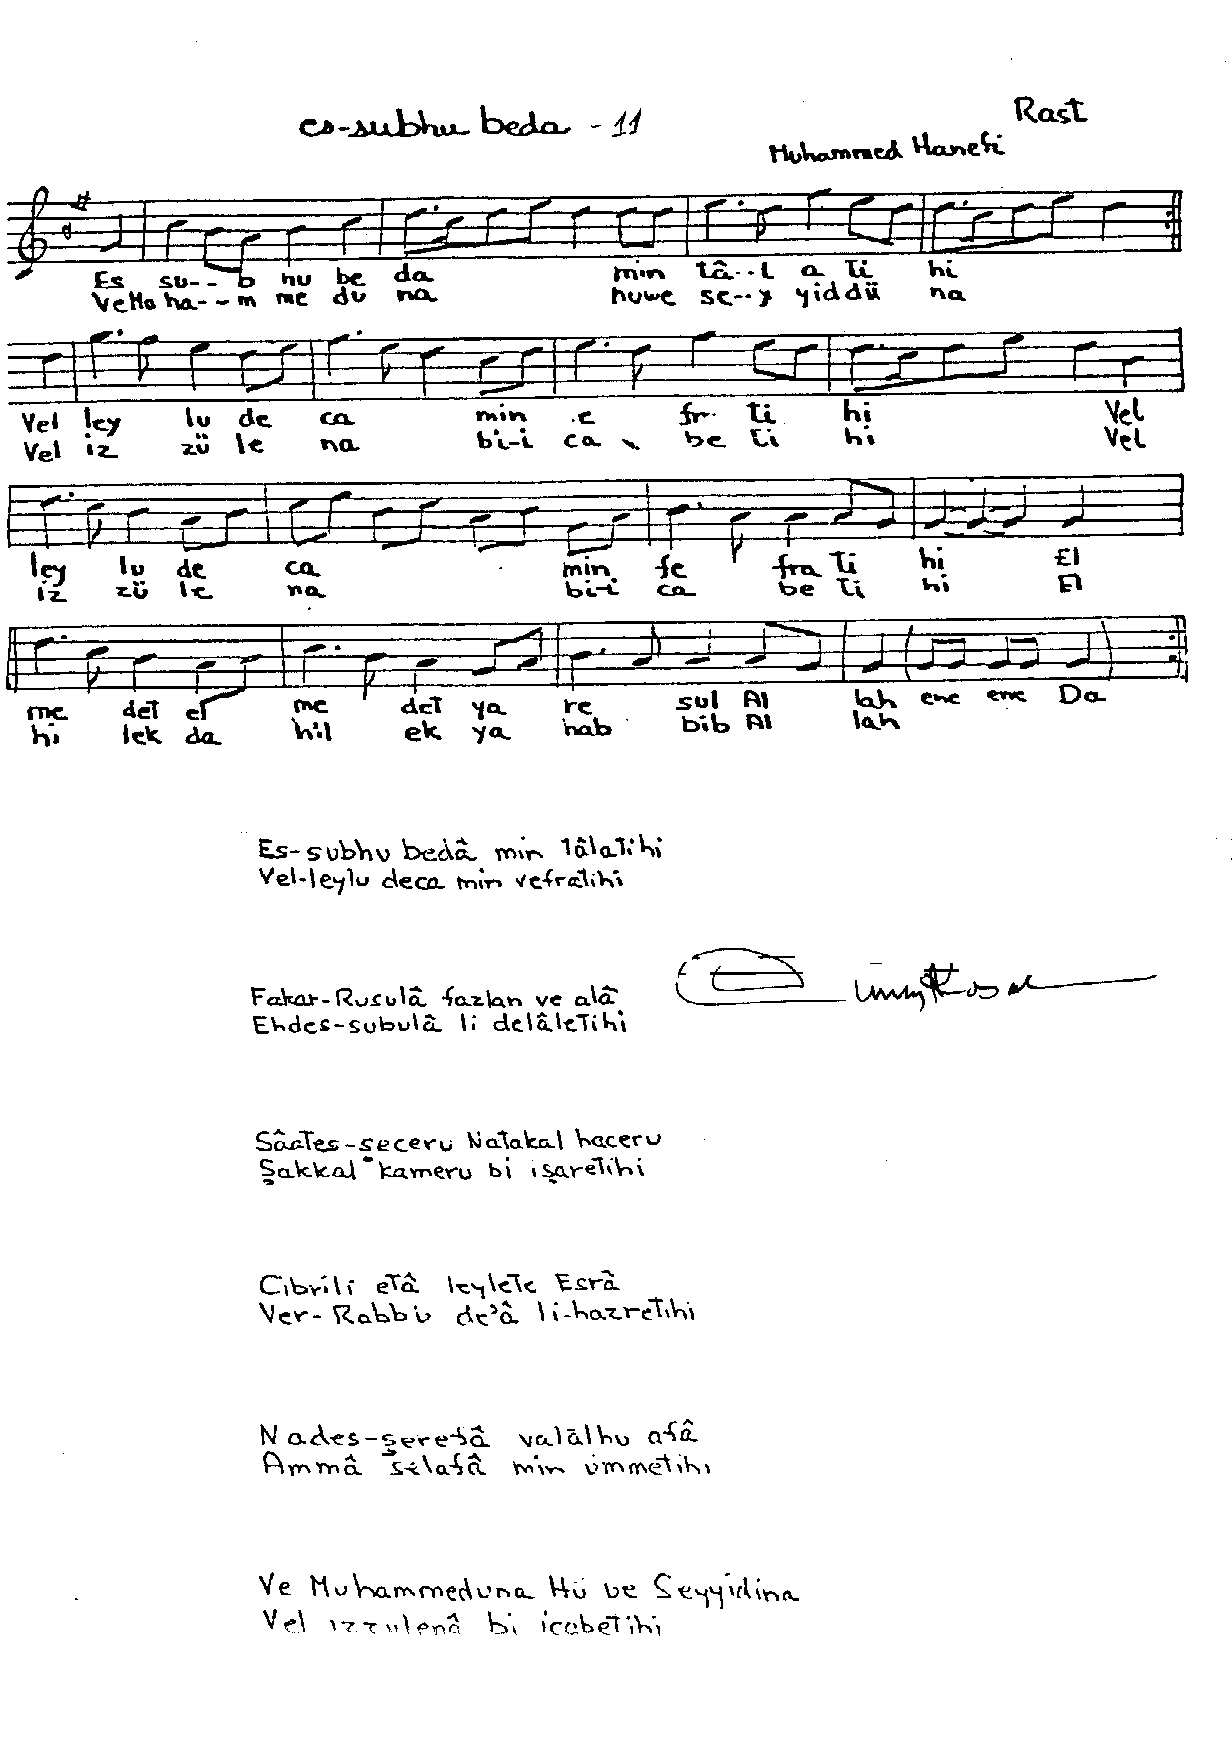 es-subhu beda - 11
Rast
Muhammed Hanefi
Es su-- b hu be da min tâ--l a ti hi
VeMu ha--m me du na huwe se--y yiddü na
Vel ley lu de ca min .e fr. ti hi Vel
Vel iz zü le na bi-i ca be ti hi Vel
ley lu de ca min fe fra ti hi El
iz zü le na bi-i ca be ti hi El
me det el me det ya re sul Al lah ene ene Da
hi lek da hil ek ya hab bib Al lah
Es-subhu bedâ min tâlatihi
Vel-leylu deca min vefratihi
Fakar-Rusulâ fazlan ve alâ
Ehdes-subulâ li delâletihi
Sâates-seceru Natakal haceru
Şakkal kameru bi işaretihi
Cibrili etâ leylete Esrâ
Ver-Rabbu de'â li-hazretihi
Nades-şerefâ valâlhu afâ
Ammâ selafâ min ümmetihi
Ve Muhammeduna Hü ve Seyyidina
Vel izzulenâ bi icabetihi